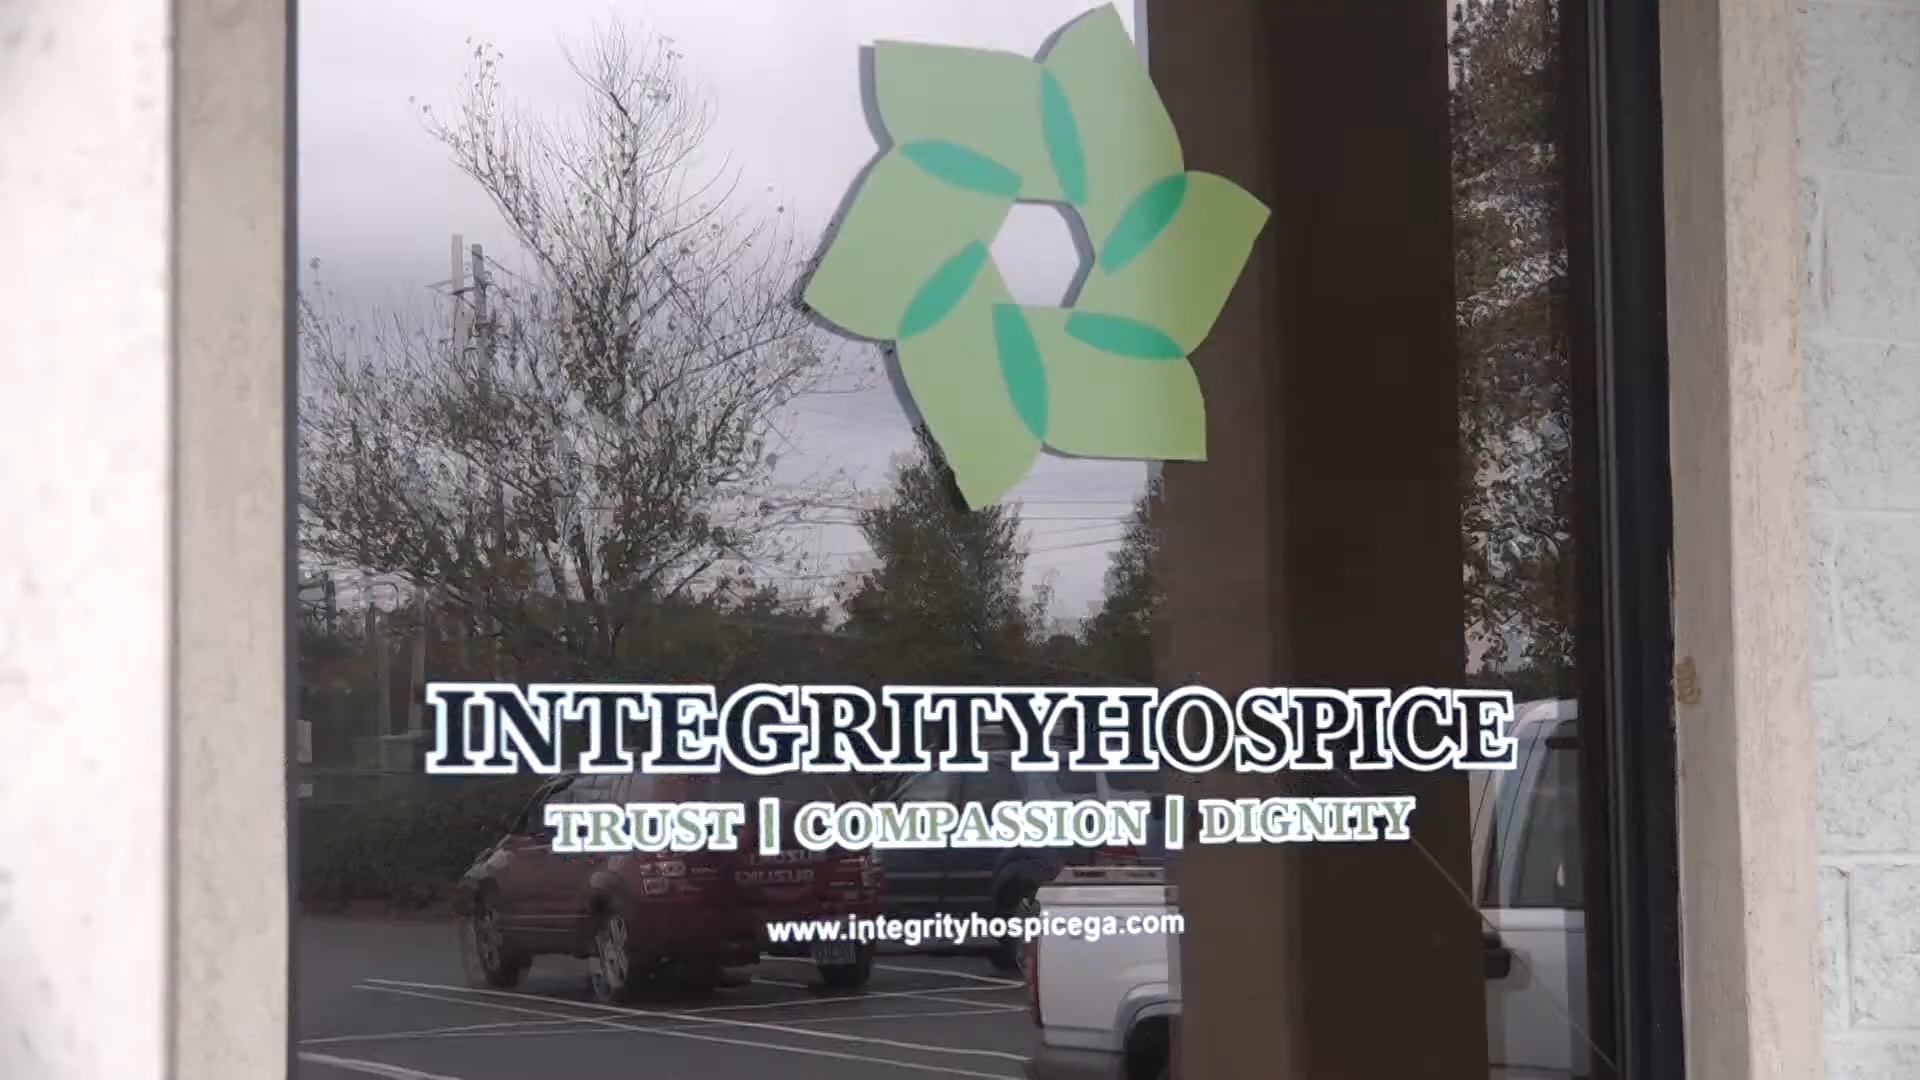 INTEGRITYHOSPICE
TRUST | COMPASSION | DIGNITY
www.integrityhospicega.com